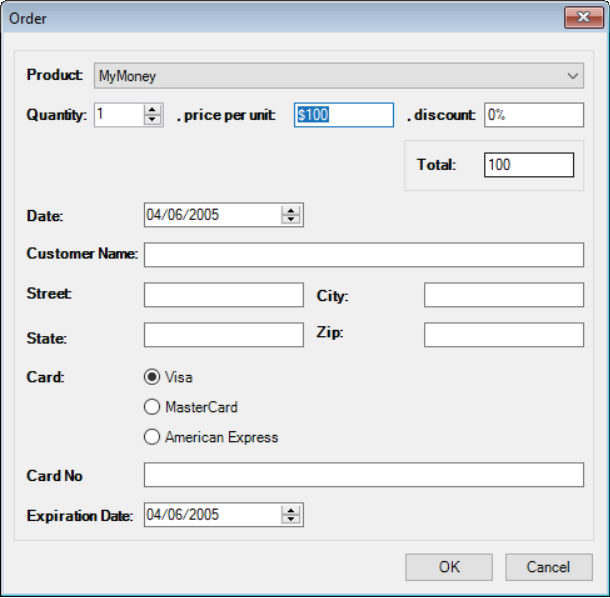 Order
Product: MyMoney
Quantity: 1 , price per unit: $100 , discount: 0%
Total: 100
Date: 04/06/2005
Customer Name:
Street: City:
State: Zip:
Card: Visa
MasterCard
American Express
Card No
Expiration Date: 04/06/2005
OK Cancel